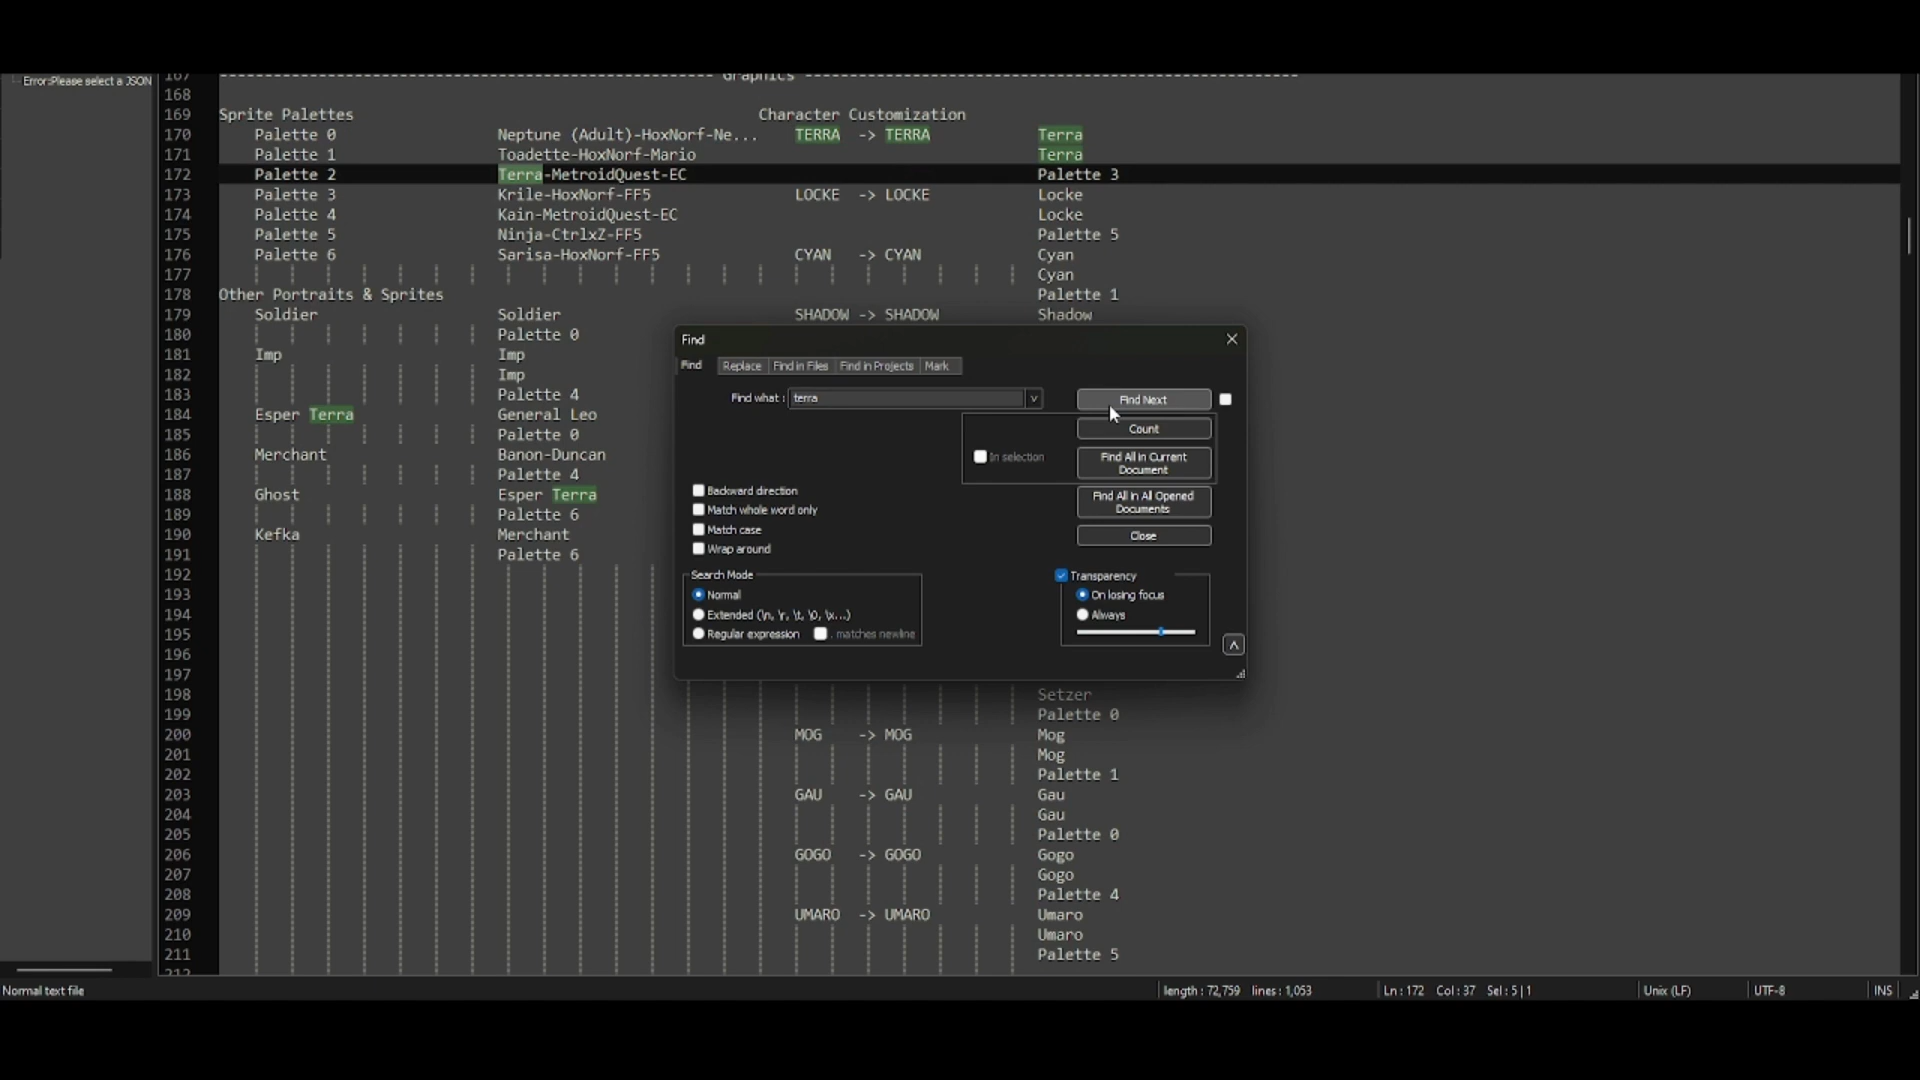 Error:Please select a JSON
167 Graphics
168
169 Sprite Palettes Character Customization
170 Palette 0 Neptune (Adult)-HoxNorf-Ne... TERRA -> TERRA Terra
171 Palette 1 Toadette-HoxNorf-Mario Terra
172 Palette 2 Terra-MetroidQuest-EC Palette 3
173 Palette 3 Krile-HoxNorf-FF5 LOCKE -> LOCKE Locke
174 Palette 4 Kain-MetroidQuest-EC Locke
175 Palette 5 Ninja-CtrlxZ-FF5 Palette 5
176 Palette 6 Sarisa-HoxNorf-FF5 CYAN -> CYAN Cyan
177 Cyan
178 Other Portraits & Sprites Palette 1
179 Soldier Soldier SHADOW -> SHADOW Shadow
180 Palette 0
181 Imp Imp
182 Imp
183 Palette 4
184 Esper Terra General Leo
185 Palette 0
186 Merchant Banon-Duncan
187 Palette 4
188 Ghost Esper Terra
189 Palette 6
190 Kefka Merchant
191 Palette 6
192
193
194
195
196
197
198 Setzer
199 Palette 0
200 MOG -> MOG Mog
201 Mog
202 Palette 1
203 GAU -> GAU Gau
204 Gau
205 Palette 0
206 GOGO -> GOGO Gogo
207 Gogo
208 Palette 4
209 UMARO -> UMARO Umaro
210 Umaro
211 Palette 5
212
Find
Find Replace Find in Files Find in Projects Mark
Find what : terra Find Next
Count
In selection Find All in Current
Document
Backward direction Find All in All Opened
Documents
Match whole word only
Match case Close
Wrap around
Search Mode Transparency
Normal On losing focus
Extended (\n, \r, \t, \0, \x...) Always
Regular expression . matches newline
Normal text file length : 72,759 lines : 1,053 Ln : 172 Col : 37 Sel : 5 | 1 Unix (LF) UTF-8 INS